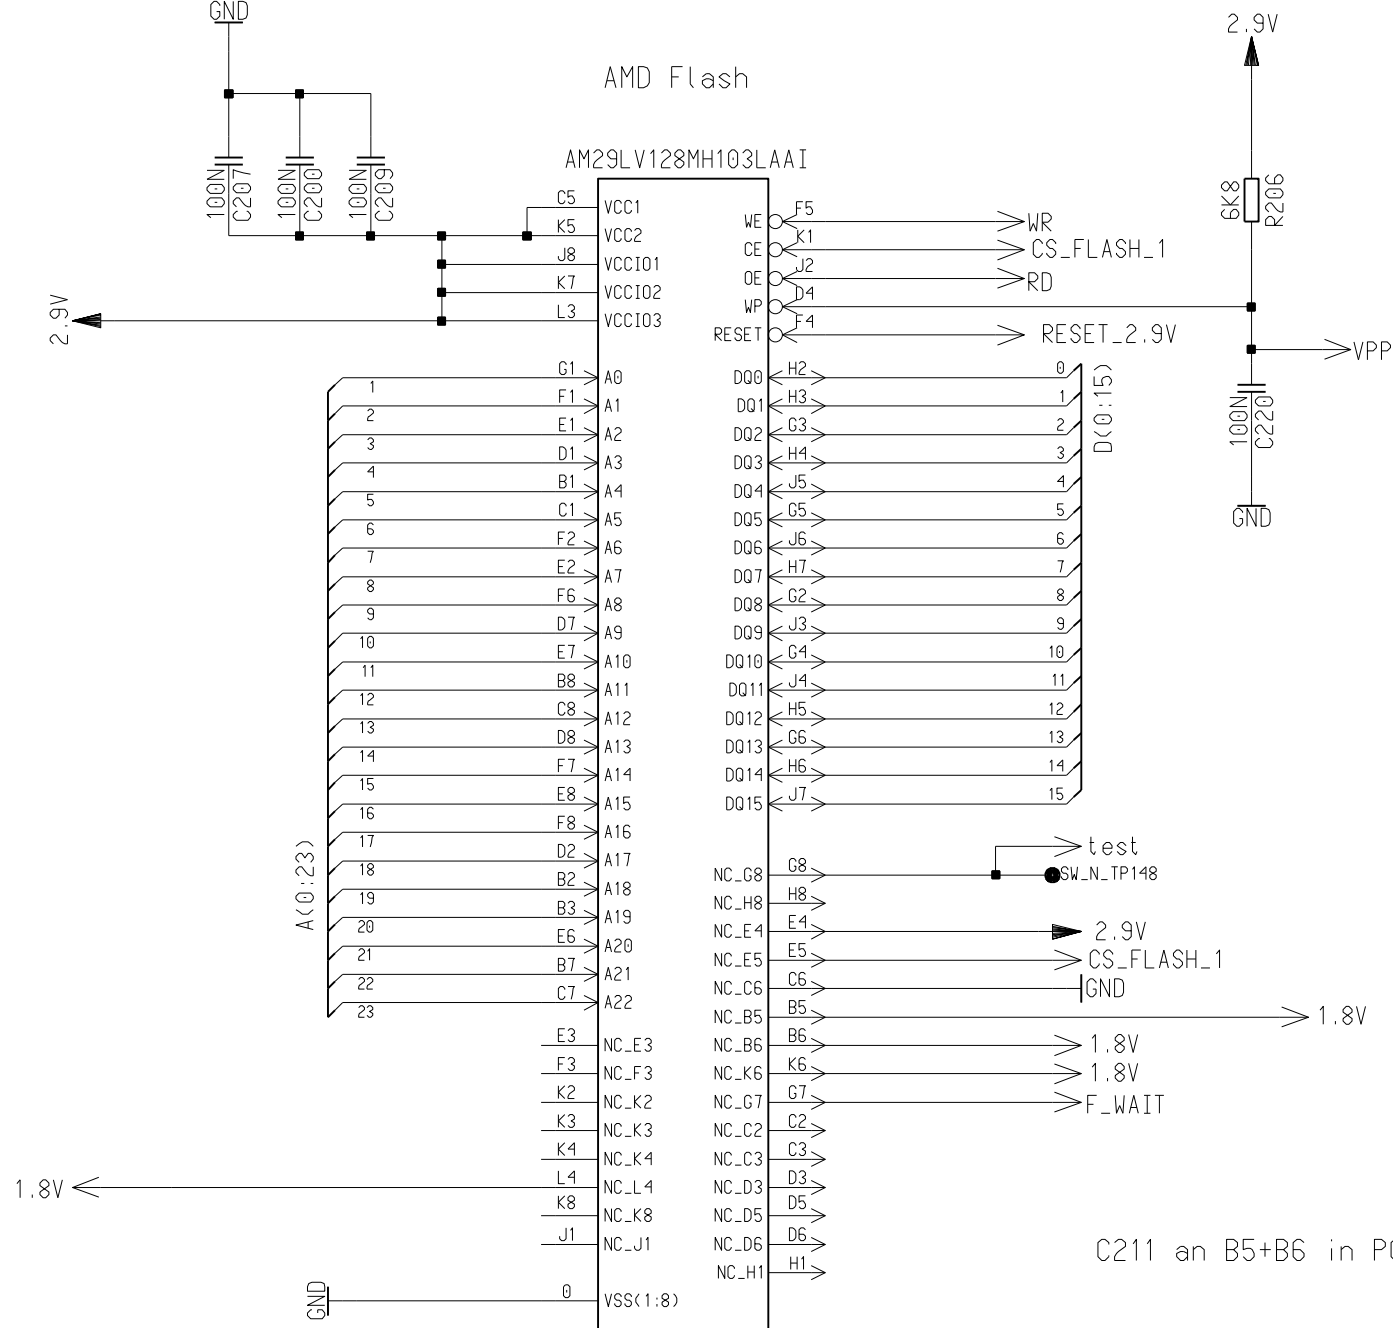 GND
2.9V
AMD Flash
AM29LV128MH103LAAI
100N
C207
100N
C200
100N
C209
6K8
R206
C5 VCC1
K5 VCC2
J8 VCCIO1
K7 VCCIO2
L3 VCCIO3
2.9V
WE F5 WR
CE K1 CS_FLASH_1
OE J2 RD
WP D4
RESET F4 RESET_2.9V
VPP
100N
C220
GND
A(0:23)
1 G1 A0
2 F1 A1
3 E1 A2
4 D1 A3
5 B1 A4
6 C1 A5
7 F2 A6
8 E2 A7
9 F6 A8
10 D7 A9
11 E7 A10
12 B8 A11
13 C8 A12
14 D8 A13
15 F7 A14
16 E8 A15
17 F8 A16
18 D2 A17
19 B2 A18
20 B3 A19
21 E6 A20
22 B7 A21
23 C7 A22
D(0:15)
DQ0 H2 0
DQ1 H3 1
DQ2 G3 2
DQ3 H4 3
DQ4 J5 4
DQ5 G5 5
DQ6 J6 6
DQ7 H7 7
DQ8 G2 8
DQ9 J3 9
DQ10 G4 10
DQ11 J4 11
DQ12 H5 12
DQ13 G6 13
DQ14 H6 14
DQ15 J7 15
test
NC_G8 G8 SW_N_TP148
NC_H8 H8
NC_E4 E4 2.9V
NC_E5 E5 CS_FLASH_1
NC_C6 C6 GND
NC_B5 B5 1.8V
NC_B6 B6 1.8V
NC_K6 K6 1.8V
NC_G7 G7 F_WAIT
NC_C2 C2
NC_C3 C3
NC_D3 D3
NC_D5 D5
NC_D6 D6
NC_H1 H1
E3 NC_E3
F3 NC_F3
K2 NC_K2
K3 NC_K3
K4 NC_K4
1.8V L4 NC_L4
K8 NC_K8
J1 NC_J1
GND 0 VSS(1:8)
C211 an B5+B6 in